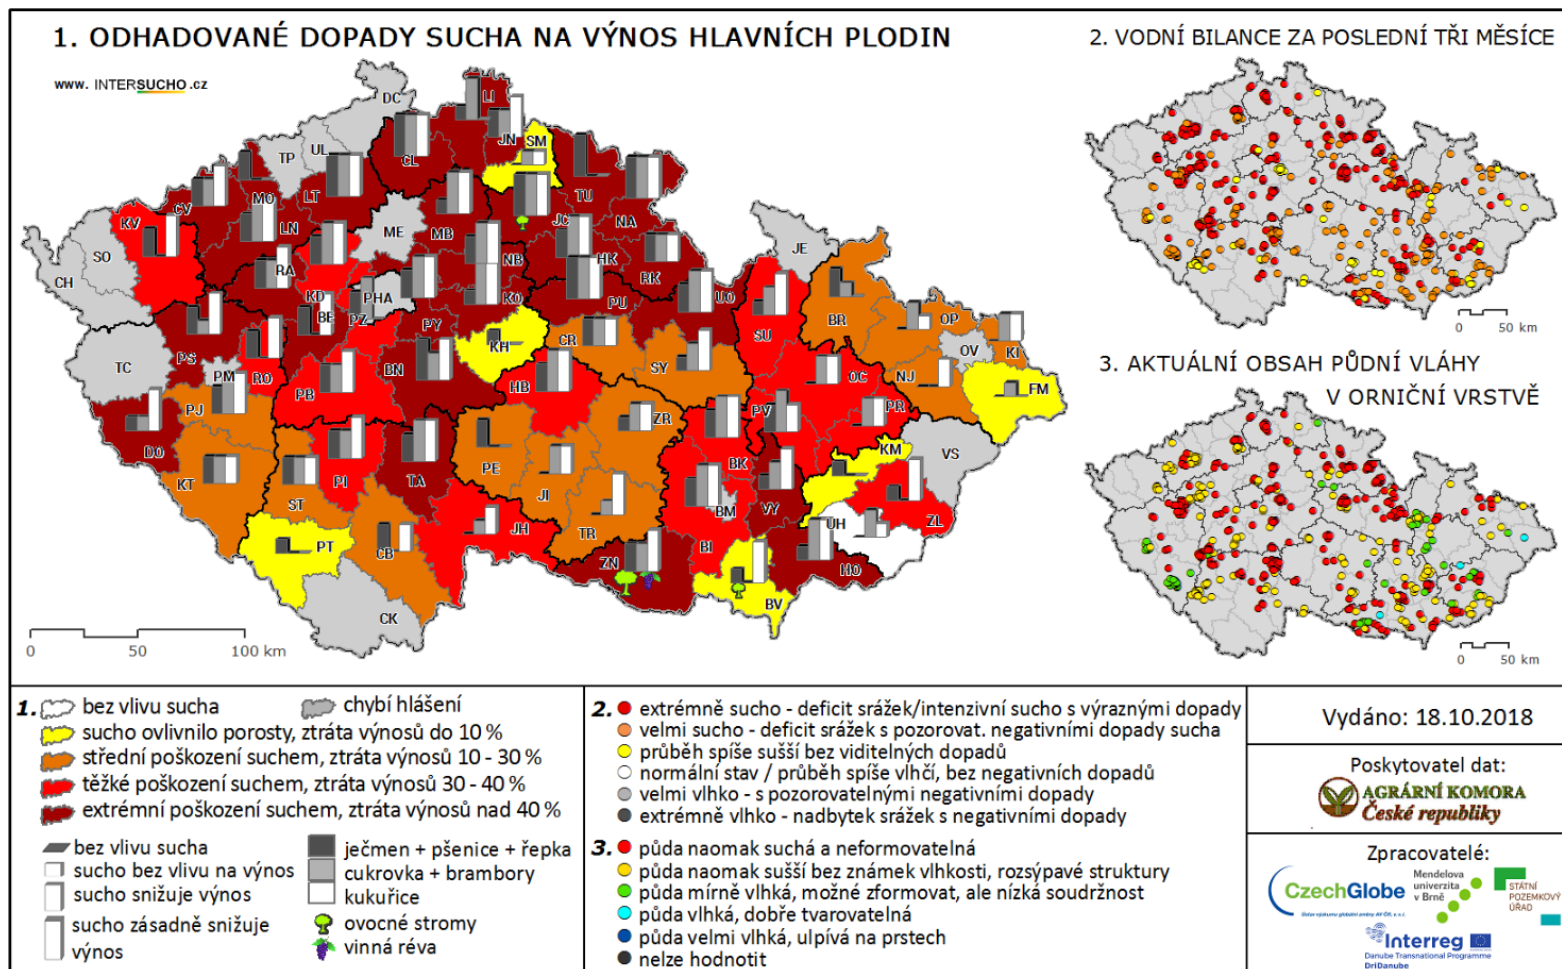 1. ODHADOVANÉ DOPADY SUCHA NA VÝNOS HLAVNÍCH PLODIN
www. INTERSUCHO.cz
DC
LI
UL
TP
JN
SM
CL
LT
TU
MO
CV
KV
LN
ME
MB
JC
NA
SO
CH
RA
NB
HK
RK
JE
KD
PHA
BE
PZ
KO
PU
UO
SU
BR
OP
PY
KH
CR
OV
KI
TC
PS
PM
RO
BN
SY
NJ
FM
PB
HB
OC
PJ
ZR
PV
PR
DO
KM
VS
KT
PI
TA
PE
BK
ST
JI
BM
VY
ZL
PT
CB
JH
TR
UH
BI
ZN
HO
BV
CK
0 50 100 km
2. VODNÍ BILANCE ZA POSLEDNÍ TŘI MĚSÍCE
0 50 km
3. AKTUÁLNÍ OBSAH PŮDNÍ VLÁHY
V ORNIČNÍ VRSTVĚ
0 50 km
1. bez vlivu sucha
chybí hlášení
sucho ovlivnilo porosty, ztráta výnosů do 10 %
střední poškození suchem, ztráta výnosů 10 - 30 %
těžké poškození suchem, ztráta výnosů 30 - 40 %
extrémní poškození suchem, ztráta výnosů nad 40 %
bez vlivu sucha
sucho bez vlivu na výnos
sucho snižuje výnos
sucho zásadně snižuje
výnos
ječmen + pšenice + řepka
cukrovka + brambory
kukuřice
ovocné stromy
vinná réva
2. extrémně sucho - deficit srážek/intenzivní sucho s výraznými dopady
velmi sucho - deficit srážek s pozorovat. negativními dopady sucha
průběh spíše sušší bez viditelných dopadů
normální stav / průběh spíše vlhčí, bez negativních dopadů
velmi vlhko - s pozorovatelnými negativními dopady
extrémně vlhko - nadbytek srážek s negativními dopady
3. půda naomak suchá a neformovatelná
půda naomak sušší bez známek vlhkosti, rozsýpavé struktury
půda mírně vlhká, možné zformovat, ale nízká soudržnost
půda vlhká, dobře tvarovatelná
půda velmi vlhká, ulpívá na prstech
nelze hodnotit
Vydáno: 18.10.2018
Poskytovatel dat:
AGRÁRNÍ KOMORA
České republiky
Zpracovatelé:
CzechGlobe
Ústav výzkumu globální změny AV ČR, v. v. i.
Mendelova
univerzita
v Brně
STÁTNÍ
POZEMKOVÝ
ÚŘAD
Interreg
Danube Transnational Programme
DriDanube